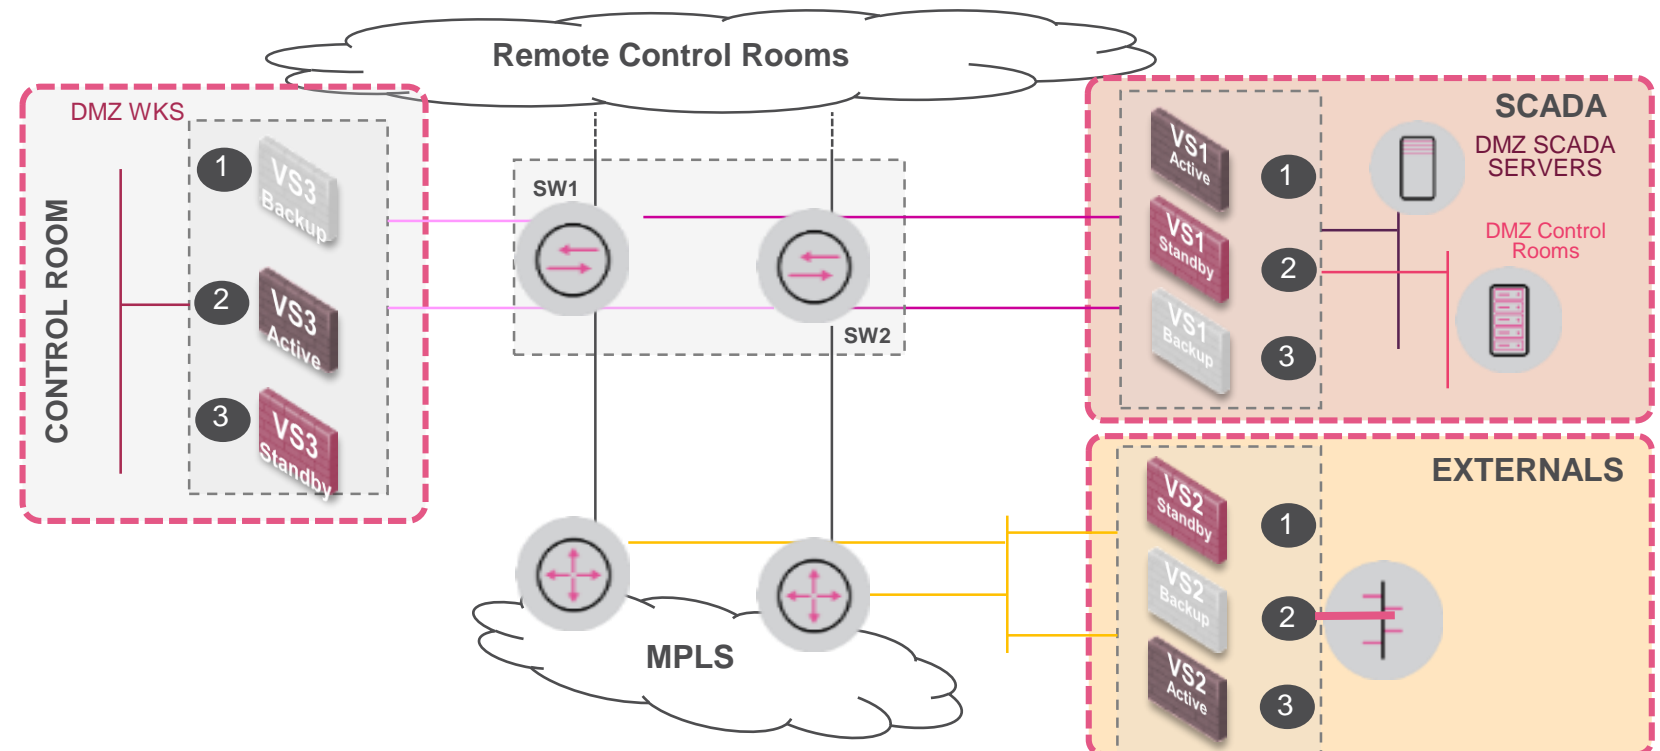 Remote Control Rooms
DMZ WKS
CONTROL ROOM
1
VS3
Backup
2
VS3
Active
3
VS3
Standby
SW1
SW2
SCADA
VS1
Active
1
VS1
Standby
2
VS1
Backup
3
DMZ SCADA
SERVERS
DMZ Control
Rooms
EXTERNALS
VS2
Standby
1
VS2
Backup
2
VS2
Active
3
MPLS